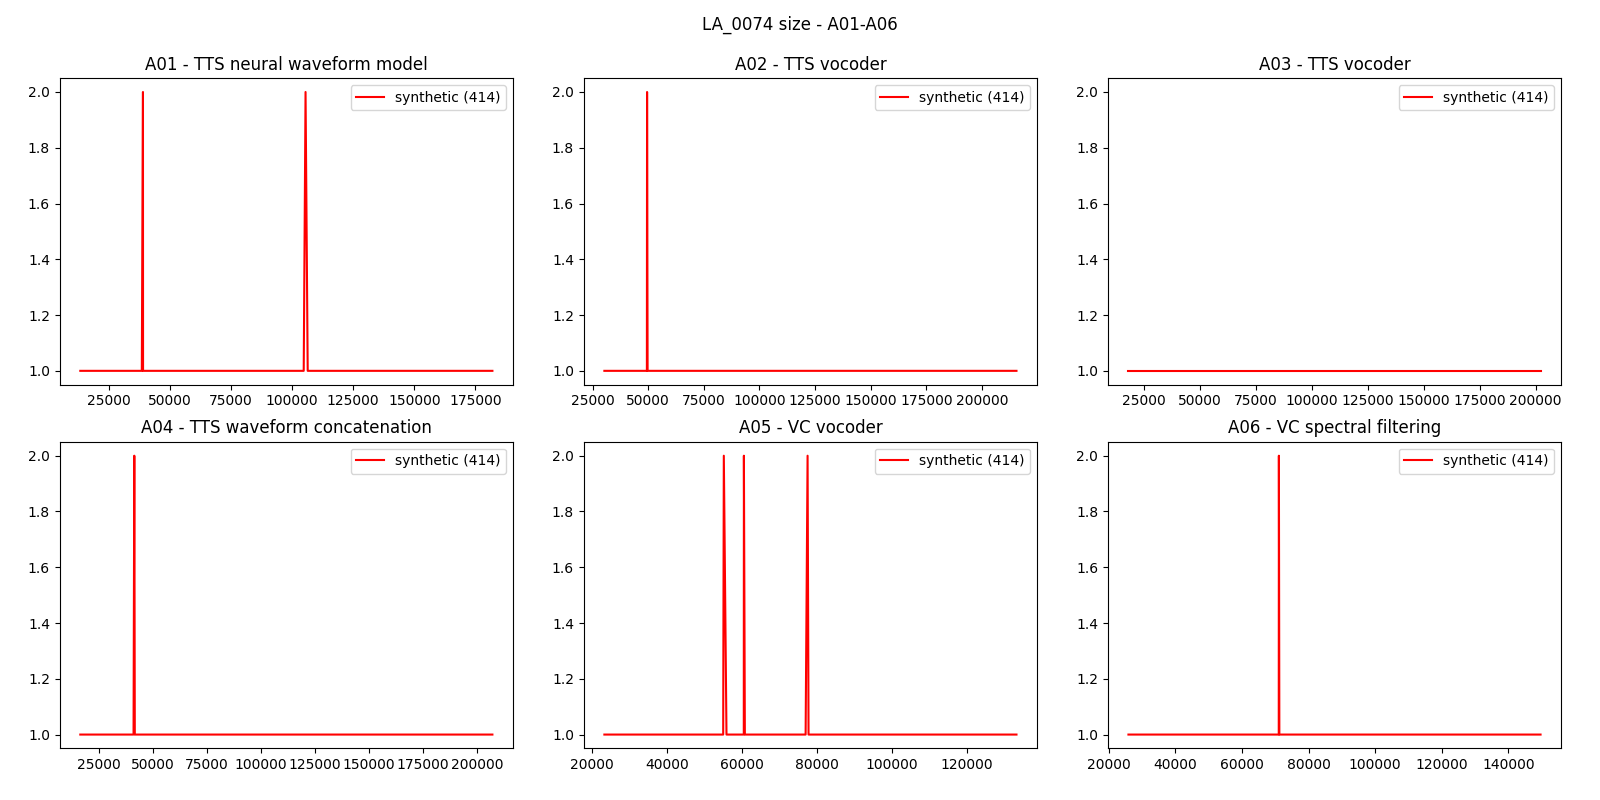 LA_0074 size - A01-A06
A01 - TTS neural waveform model
synthetic (414)
2.0
1.8
1.6
1.4
1.2
1.0
25000 50000 75000 100000 125000 150000 175000
A02 - TTS vocoder
synthetic (414)
2.0
1.8
1.6
1.4
1.2
1.0
25000 50000 75000 100000 125000 150000 175000 200000
A03 - TTS vocoder
synthetic (414)
2.0
1.8
1.6
1.4
1.2
1.0
25000 50000 75000 100000 125000 150000 175000 200000
A04 - TTS waveform concatenation
synthetic (414)
2.0
1.8
1.6
1.4
1.2
1.0
25000 50000 75000 100000 125000 150000 175000 200000
A05 - VC vocoder
synthetic (414)
2.0
1.8
1.6
1.4
1.2
1.0
20000 40000 60000 80000 100000 120000
A06 - VC spectral filtering
synthetic (414)
2.0
1.8
1.6
1.4
1.2
1.0
20000 40000 60000 80000 100000 120000 140000